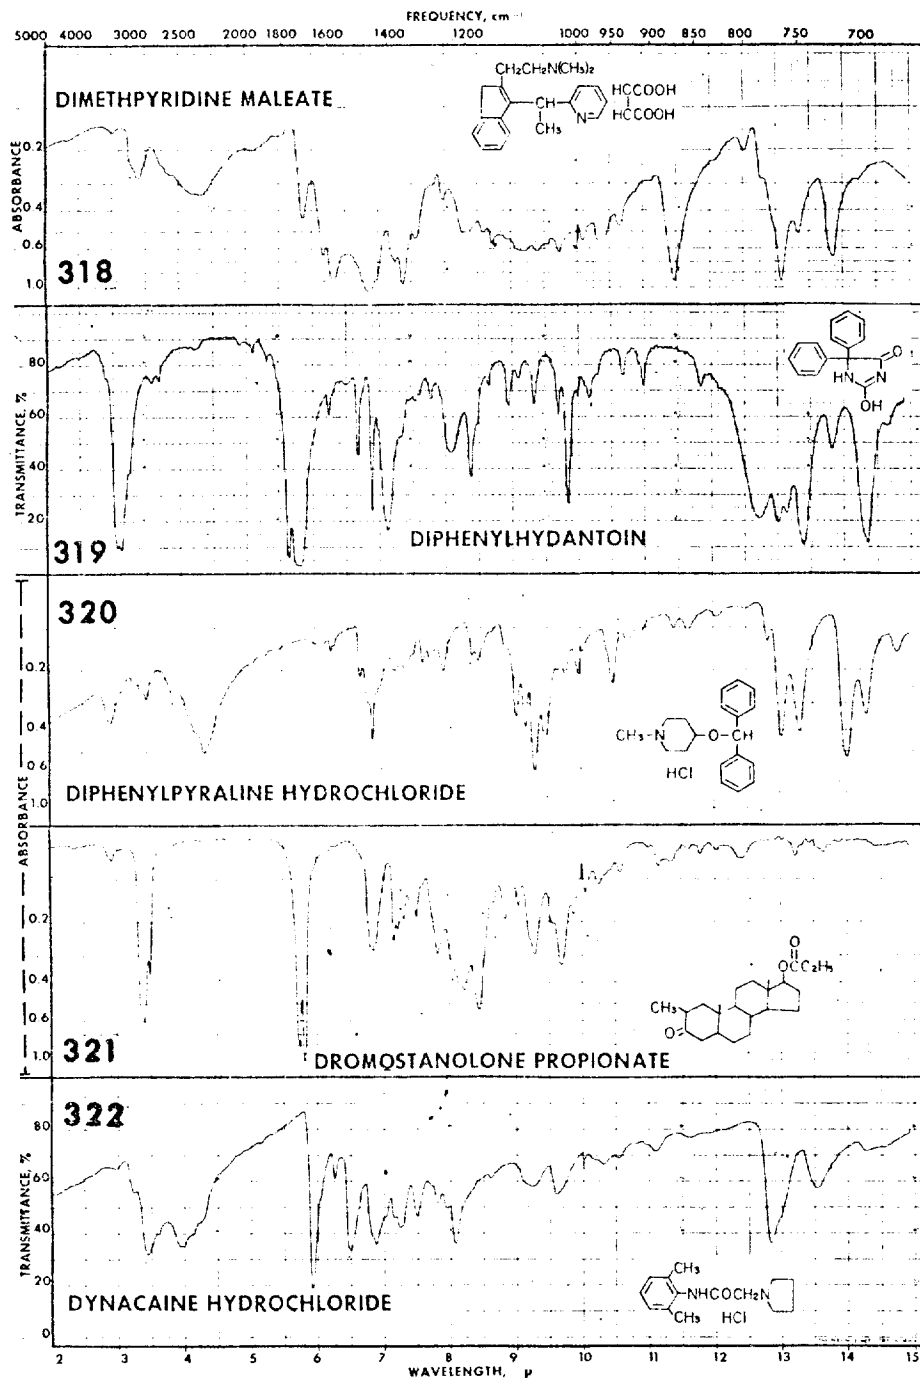 FREQUENCY, cm⁻¹
5000 4000 3000 2500 2000 1700 1400 1200 1000 950 900 850 800 750 700
DIMETHPYRIDINE MALEATE
CH₂CH₂N(CH₃)₂
CH
CH₃
N
HCCOOH
HCCOOH
ABSORBANCE
0.2
0.4
0.6
1.0
318
TRANSMITTANCE, %
80
60
40
20
O
HN
N
OH
319
DIPHENYLHYDANTOIN
320
ABSORBANCE
0.2
0.4
0.6
1.0
CH₃-N
O-CH
HCl
DIPHENYLPYRALINE HYDROCHLORIDE
0.2
0.4
0.6
1.0
O
OCC₂H₅
CH₃
O
321
DROMOSTANOLONE PROPIONATE
322
TRANSMITTANCE, %
80
60
40
20
0
CH₃
NHCOCH₂N
CH₃
HCl
DYNACAINE HYDROCHLORIDE
2 3 4 5 6 7 8 9 10 11 12 13 14 15
WAVELENGTH, μ